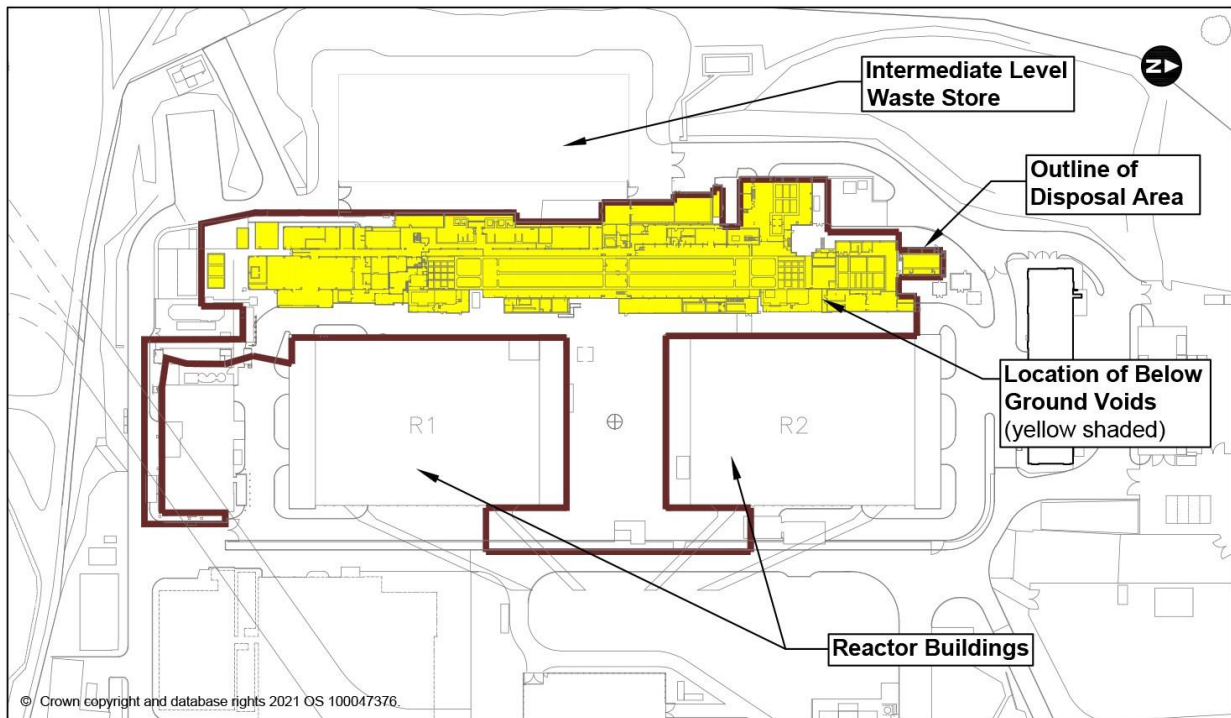 Intermediate Level
Waste Store
N
Outline of
Disposal Area
Location of Below
Ground Voids
(yellow shaded)
R1
R2
Reactor Buildings
© Crown copyright and database rights 2021 OS 100047376.